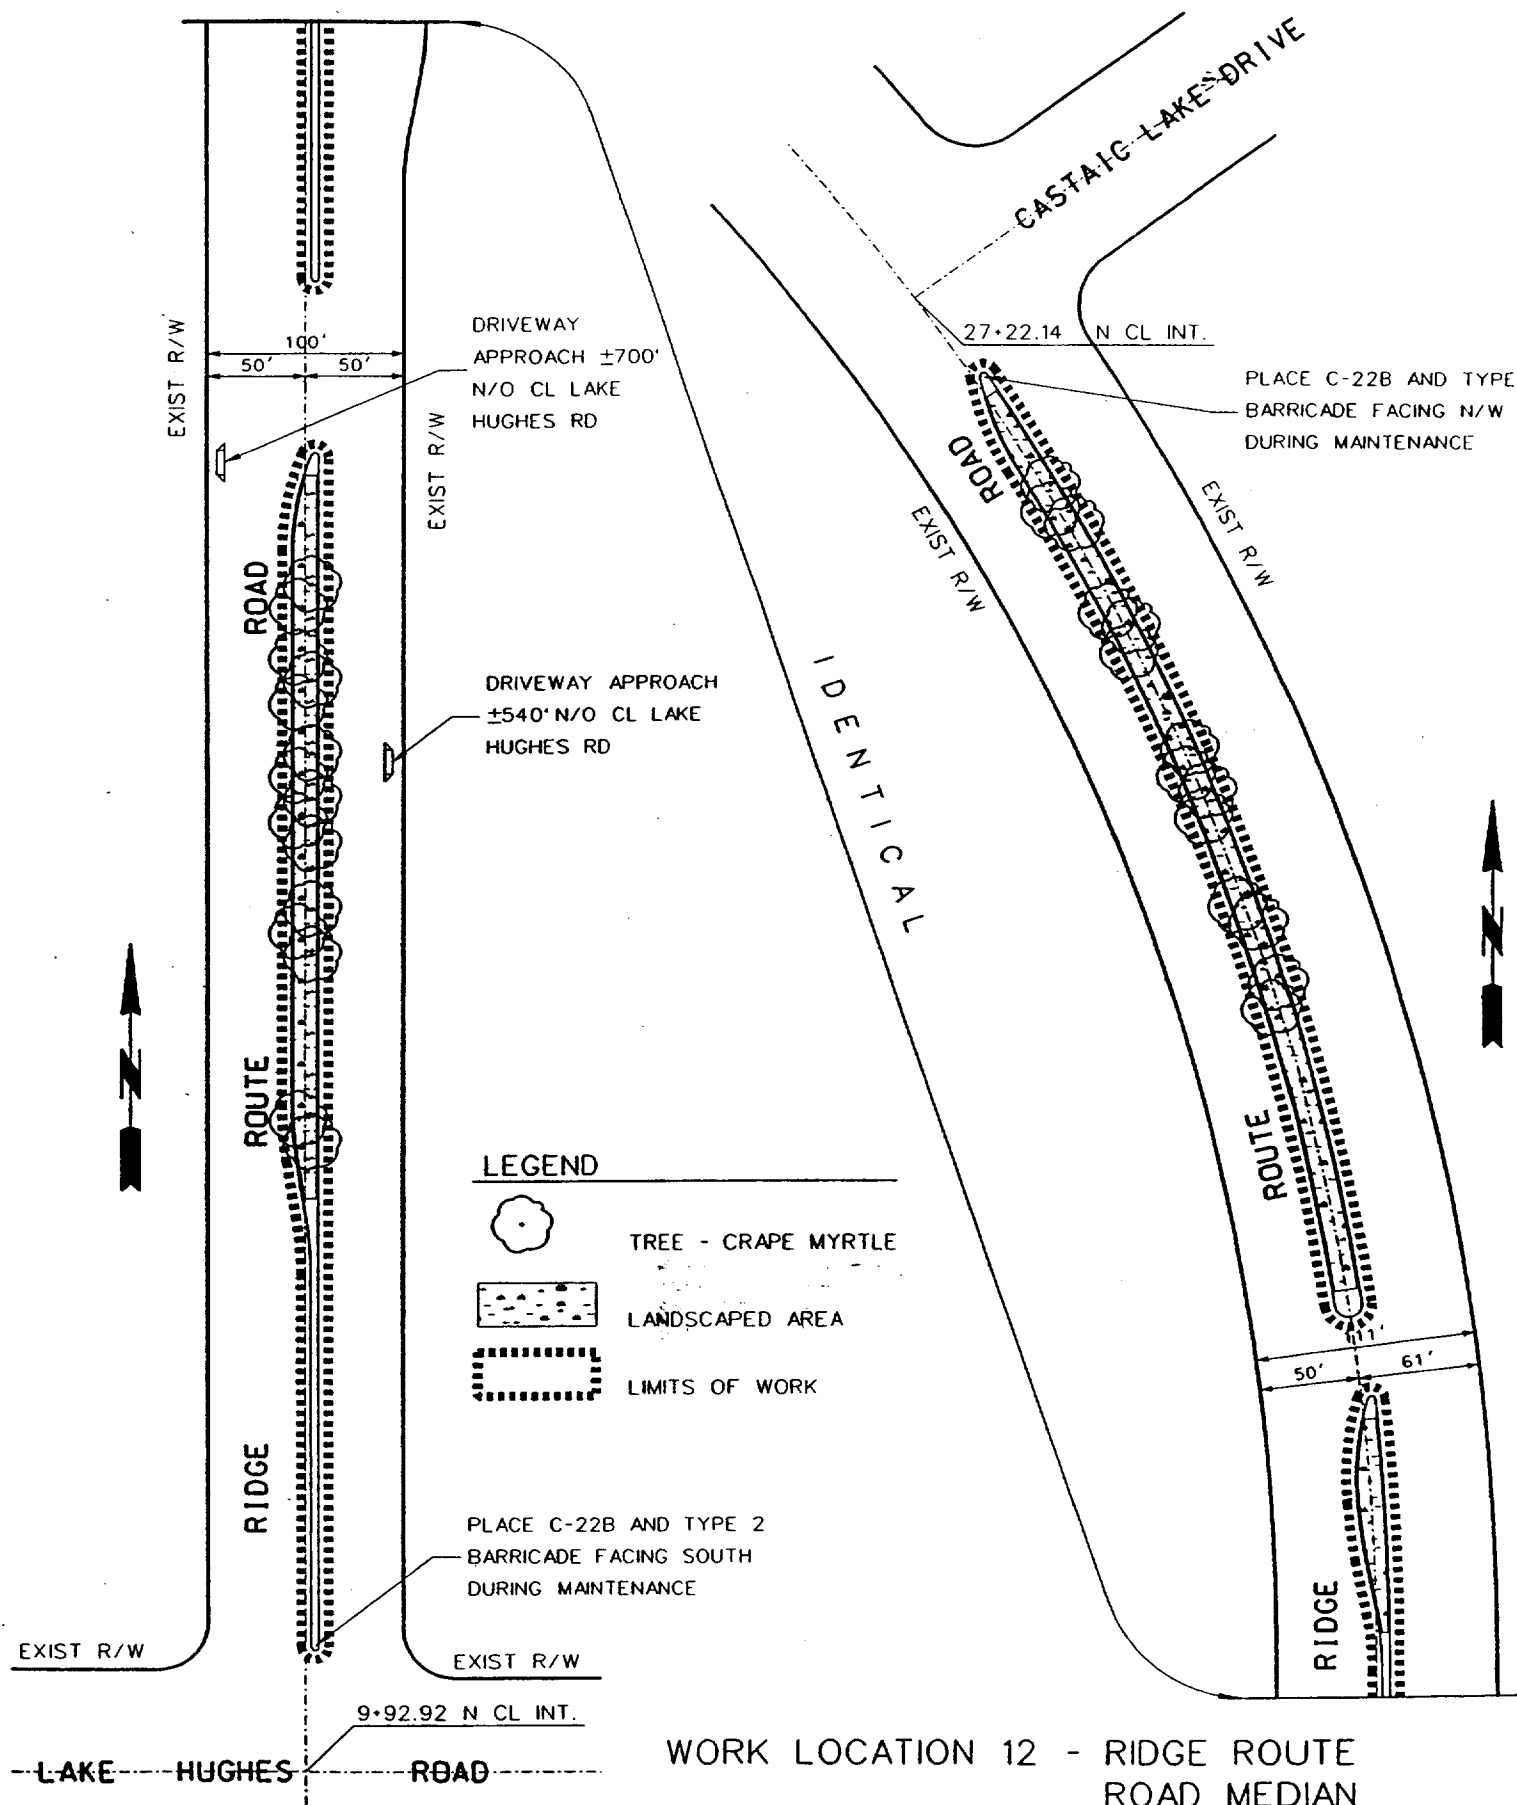 CASTAIC LAKE DRIVE
27+22.14 N CL INT.
PLACE C-22B AND TYPE
BARRICADE FACING N/W
DURING MAINTENANCE
EXIST R/W
100'
50' 50'
EXIST R/W
DRIVEWAY
APPROACH ±700'
N/O CL LAKE
HUGHES RD
ROAD
EXIST R/W
EXIST R/W
ROAD
DRIVEWAY APPROACH
±540' N/O CL LAKE
HUGHES RD
IDENTICAL
N
N
ROUTE
ROUTE
LEGEND
TREE - CRAPE MYRTLE
LANDSCAPED AREA
LIMITS OF WORK
50' 61'
RIDGE
RIDGE
PLACE C-22B AND TYPE 2
BARRICADE FACING SOUTH
DURING MAINTENANCE
EXIST R/W
EXIST R/W
9+92.92 N CL INT.
LAKE HUGHES ROAD
WORK LOCATION 12 - RIDGE ROUTE
ROAD MEDIAN